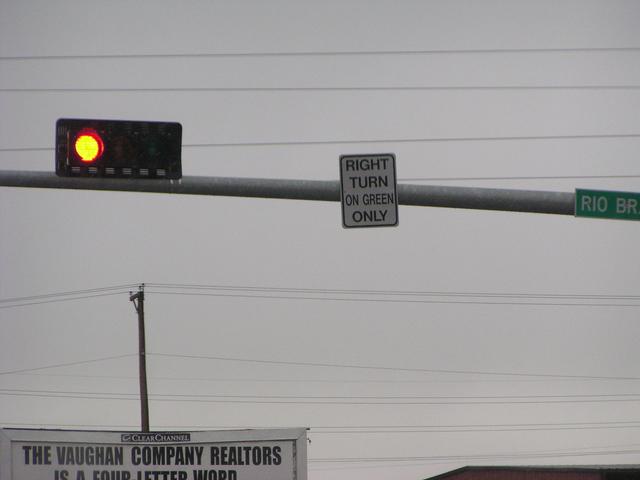 RIGHT
TURN
ON GREEN
ONLY
RIO BR
CLEARCHANNEL
THE VAUGHAN COMPANY REALTORS
IS A FOUR LETTER WORD